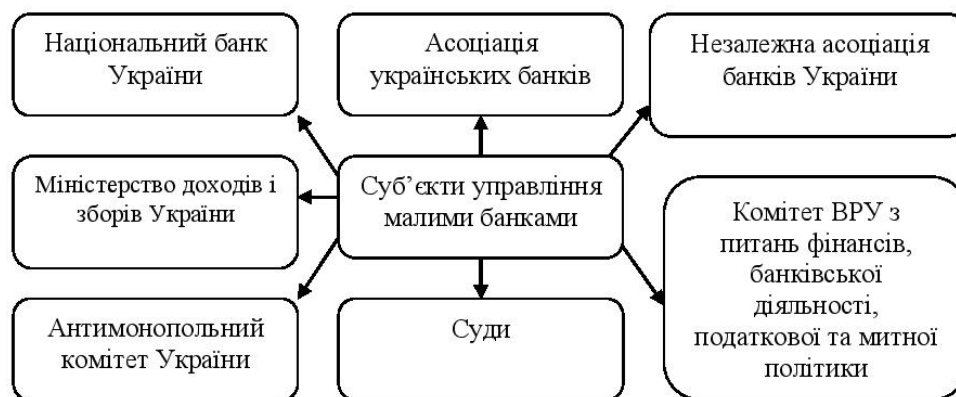 Національний банк
України
Асоціація
українських банків
Незалежна асоціація
банків України
Міністерство доходів і
зборів України
Суб’єкти управління
малими банками
Комітет ВРУ з
питань фінансів,
банківської
діяльності,
податкової та митної
політики
Антимонопольний
комітет України
Суди